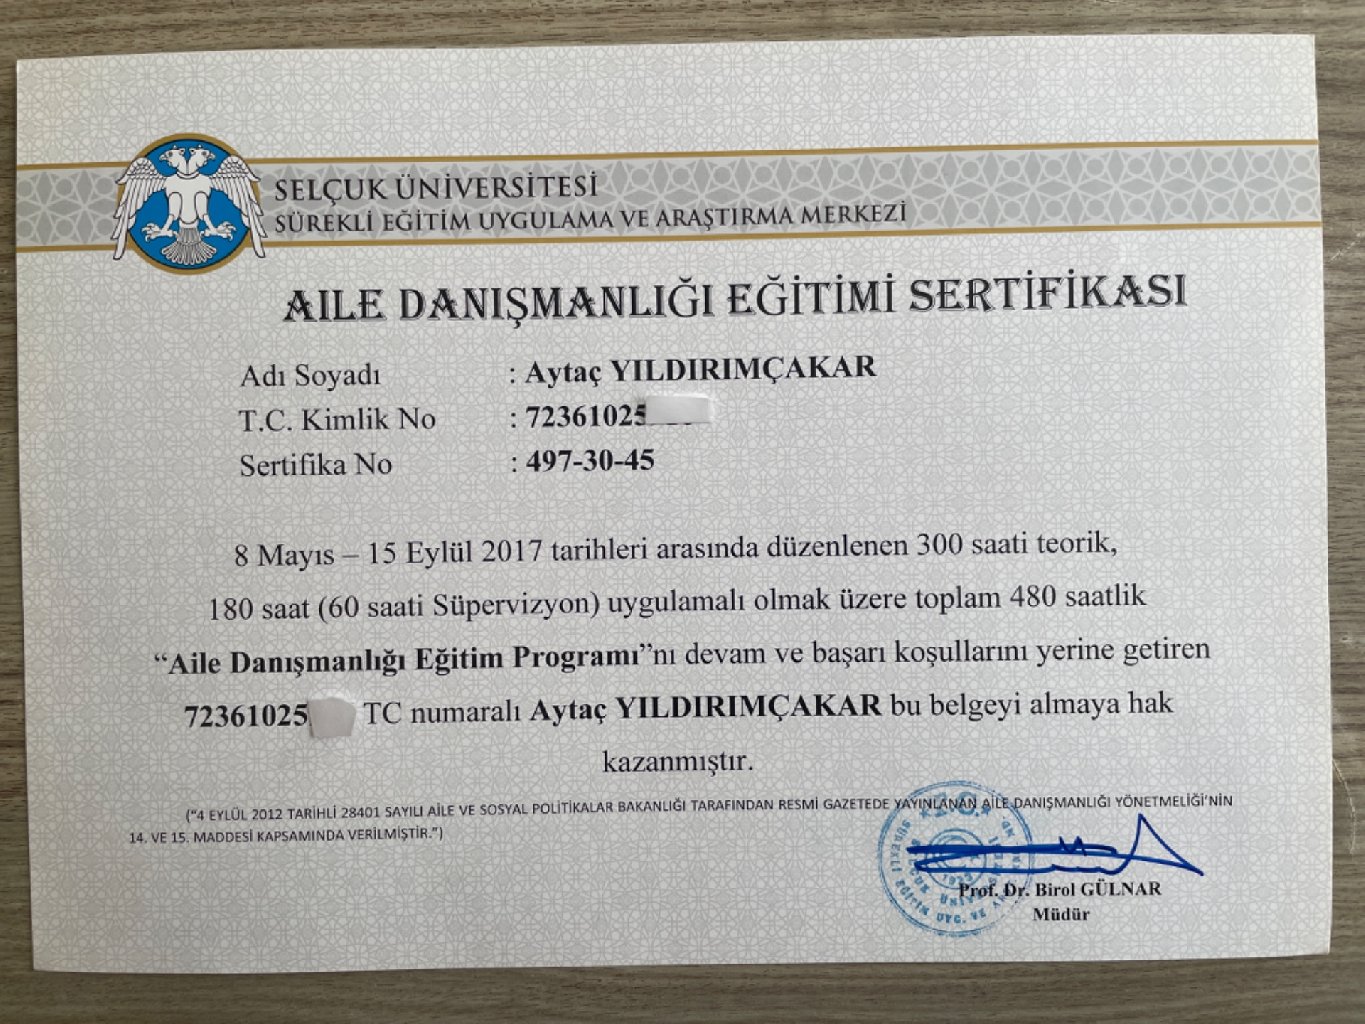 SELÇUK ÜNİVERSİTESİ
SÜREKLİ EĞİTİM UYGULAMA VE ARAŞTIRMA MERKEZİ
AILE DANIŞMANLIĞI EĞİTİMİ SERTİFİKASI
Adı Soyadı : Aytaç YILDIRIMÇAKAR
T.C. Kimlik No : 72361025
Sertifika No : 497-30-45
8 Mayıs – 15 Eylül 2017 tarihleri arasında düzenlenen 300 saati teorik,
180 saat (60 saati Süpervizyon) uygulamalı olmak üzere toplam 480 saatlik
“Aile Danışmanlığı Eğitim Programı”nı devam ve başarı koşullarını yerine getiren
72361025 TC numaralı Aytaç YILDIRIMÇAKAR bu belgeyi almaya hak
kazanmıştır.
(“4 EYLÜL 2012 TARİHLİ 28401 SAYILI AİLE VE SOSYAL POLİTİKALAR BAKANLIĞI TARAFINDAN RESMİ GAZETEDE YAYINLANAN AİLE DANIŞMANLIĞI YÖNETMELİĞİ’NİN
14. VE 15. MADDESİ KAPSAMINDA VERİLMİŞTİR.”)
Prof. Dr. Birol GÜLNAR
Müdür